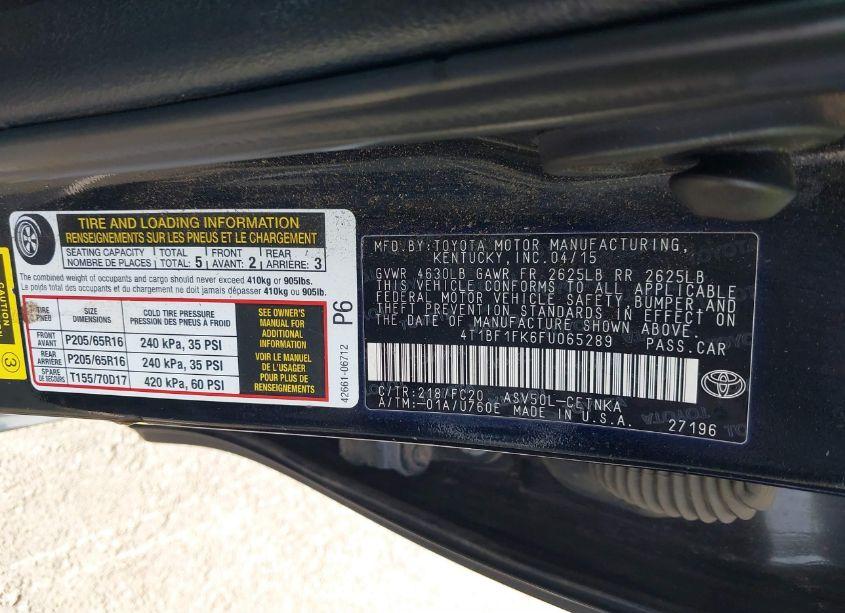 TIRE AND LOADING INFORMATION
RENSEIGNEMENTS SUR LES PNEUS ET LE CHARGEMENT
SEATING CAPACITY
NOMBRE DE PLACES
TOTAL
TOTAL: 5
FRONT
AVANT: 2
REAR
ARRIÈRE: 3
The combined weight of occupants and cargo should never exceed 410kg or 905lbs.
Le poids total des occupants et du chargement ne doit jamais dépasser 410kg ou 905lb.
TIRE
PNEU
SIZE
DIMENSIONS
COLD TIRE PRESSURE
PRESSION DES PNEUS À FROID
FRONT
AVANT
P205/65R16
240 kPa, 35 PSI
REAR
ARRIÈRE
P205/65R16
240 kPa, 35 PSI
SPARE
DE SECOURS
T155/70D17
420 kPa, 60 PSI
SEE OWNER'S
MANUAL FOR
ADDITIONAL
INFORMATION
VOIR LE MANUEL
DE L'USAGER
POUR PLUS DE
RENSEIGNEMENTS
P6
42661-06712
CAUTION
3
MFD.BY:TOYOTA MOTOR MANUFACTURING,
KENTUCKY, INC.04/15
GVWR 4630LB GAWR FR 2625LB RR 2625LB
THIS VEHICLE CONFORMS TO ALL APPLICABLE
FEDERAL MOTOR VEHICLE SAFETY,BUMPER,AND
THEFT PREVENTION STANDARDS IN EFFECT ON
THE DATE OF MANUFACTURE SHOWN ABOVE.
4T1BF1FK6FU065289 PASS.CAR
C/TR:218/FC20 ASV50L-CETNKA
A/TM:-01A/U760E MADE IN U.S.A.
27196
TOYOTA